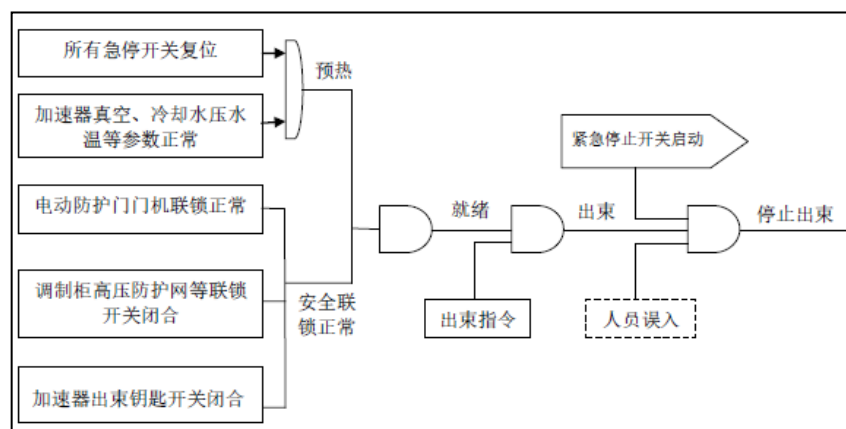 所有急停开关复位
预热
加速器真空、冷却水压水
温等参数正常
紧急停止开关启动
电动防护门门机联锁正常
就绪
出束
停止出束
调制柜高压防护网等联锁
开关闭合
安全联
锁正常
出束指令
人员误入
加速器出束钥匙开关闭合